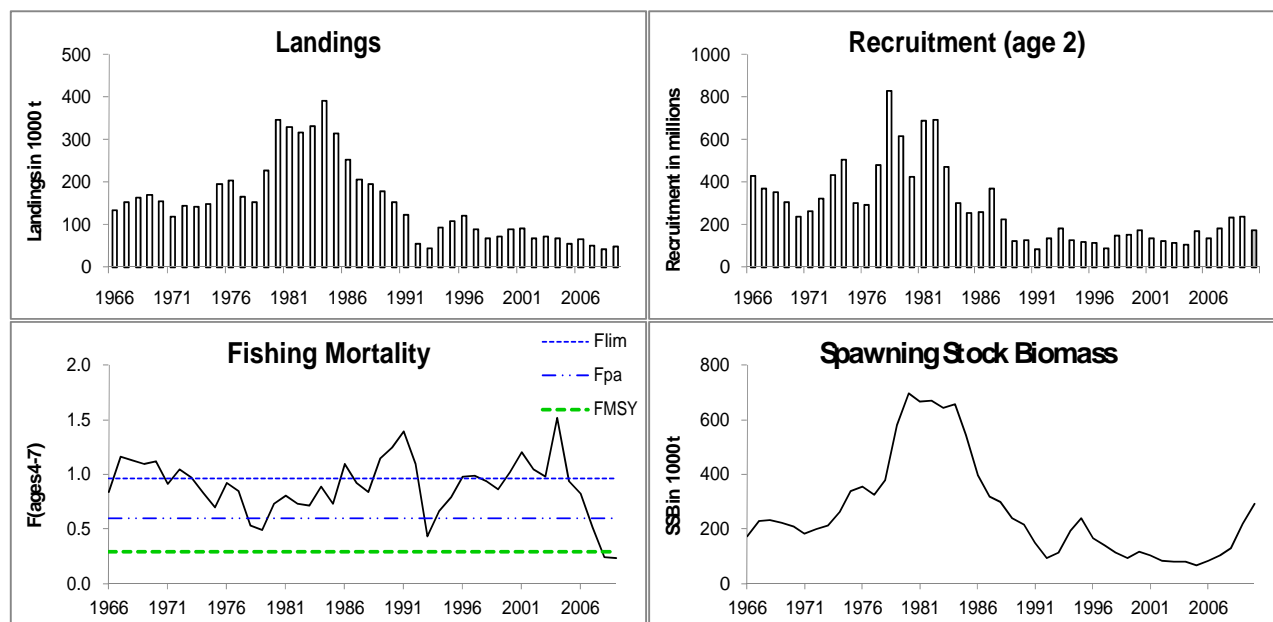 Landings
500
400
300
200
100
0
Landings in 1000 t
1966 1971 1976 1981 1986 1991 1996 2001 2006
Recruitment (age 2)
1000
800
600
400
200
0
Recruitment in millions
1966 1971 1976 1981 1986 1991 1996 2001 2006
Fishing Mortality
Flim
Fpa
FMSY
2.0
1.5
1.0
0.5
0.0
F(ages4-7)
1966 1971 1976 1981 1986 1991 1996 2001 2006
Spawning Stock Biomass
800
600
400
200
0
SSB in 1000 t
1966 1971 1976 1981 1986 1991 1996 2001 2006